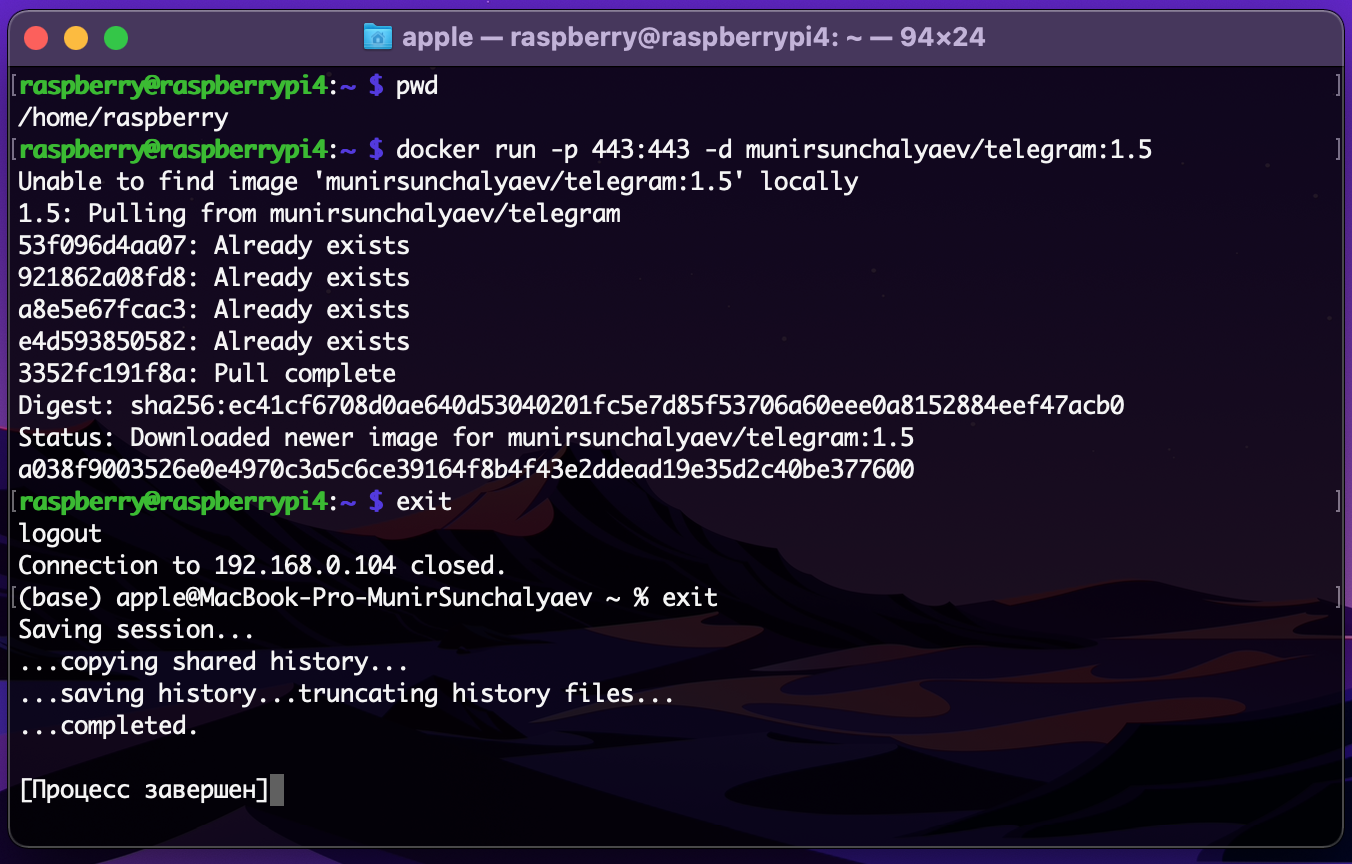 apple — raspberry@raspberrypi4: ~ — 94×24
[raspberry@raspberrypi4:~ $ pwd ]
/home/raspberry
[raspberry@raspberrypi4:~ $ docker run -p 443:443 -d munirsunchalyaev/telegram:1.5 ]
Unable to find image 'munirsunchalyaev/telegram:1.5' locally
1.5: Pulling from munirsunchalyaev/telegram
53f096d4aa07: Already exists
921862a08fd8: Already exists
a8e5e67fcac3: Already exists
e4d593850582: Already exists
3352fc191f8a: Pull complete
Digest: sha256:ec41cf6708d0ae640d53040201fc5e7d85f53706a60eee0a8152884eef47acb0
Status: Downloaded newer image for munirsunchalyaev/telegram:1.5
a038f9003526e0e4970c3a5c6ce39164f8b4f43e2ddead19e35d2c40be377600
[raspberry@raspberrypi4:~ $ exit ]
logout
Connection to 192.168.0.104 closed.
[(base) apple@MacBook-Pro-MunirSunchalyaev ~ % exit ]
Saving session...
...copying shared history...
...saving history...truncating history files...
...completed.
[Процесс завершен]